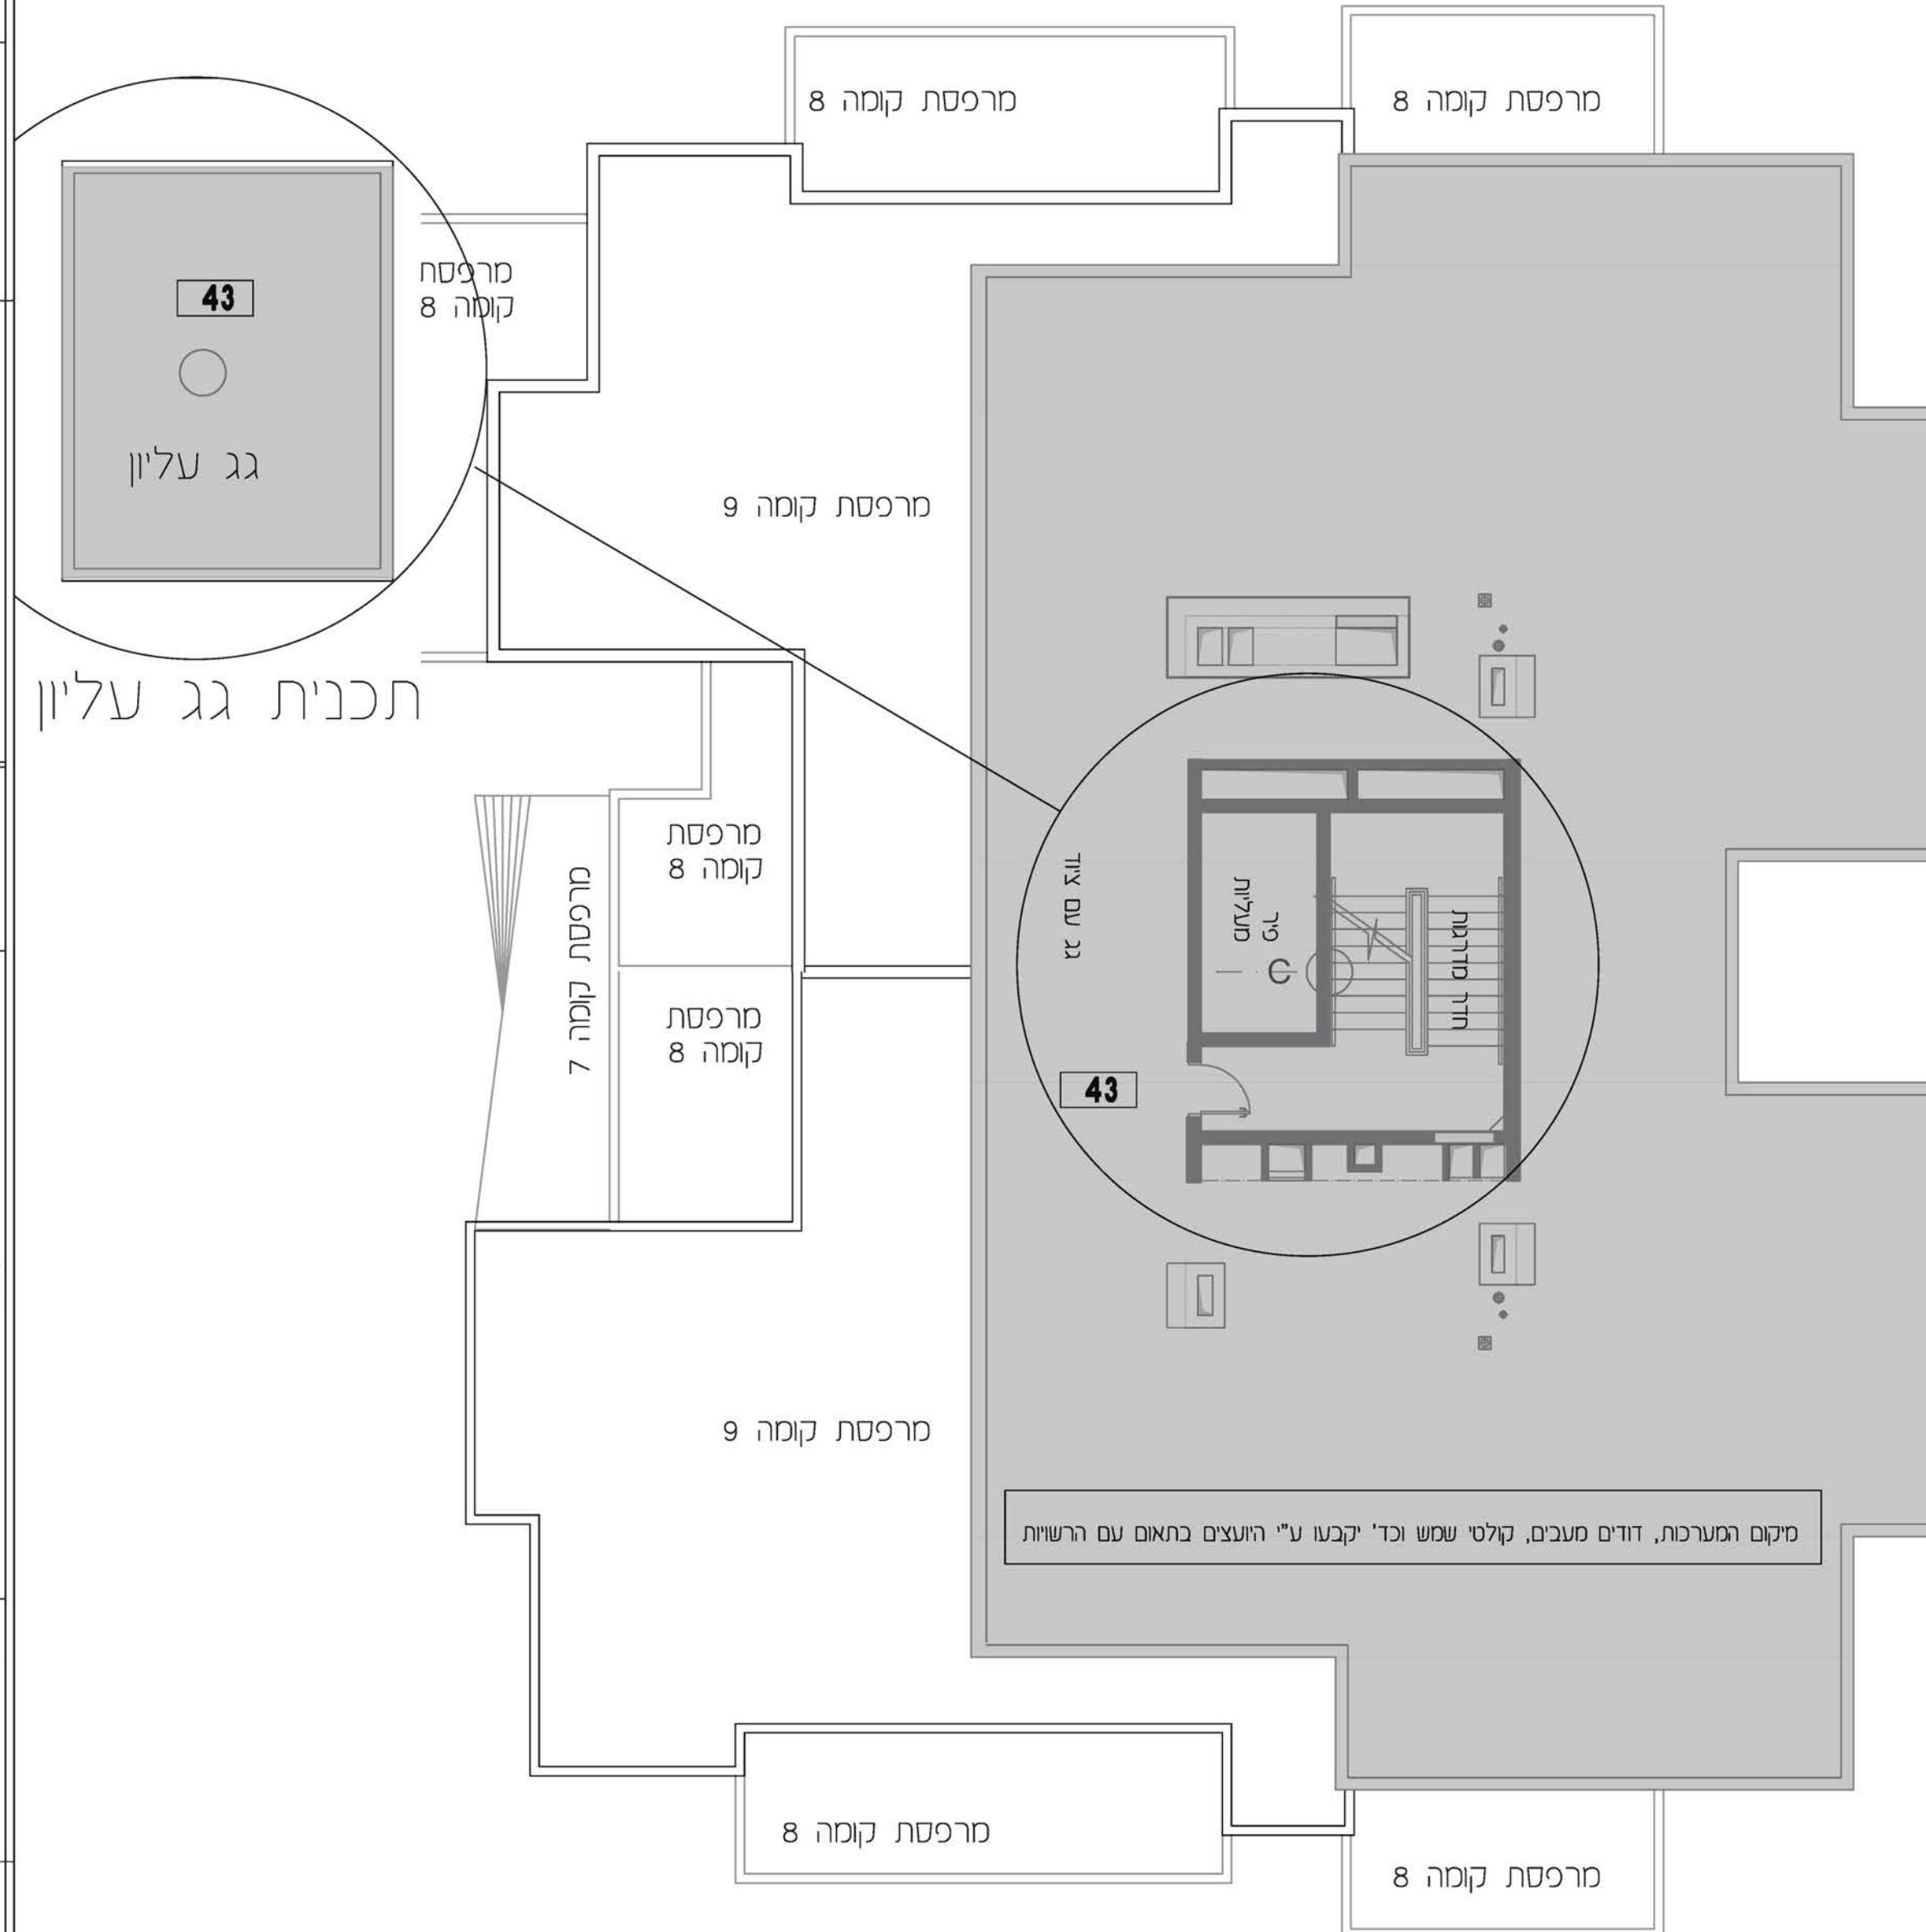 מרפסת קומה 8
מרפסת קומה 8
מרפסת
קומה 8
43
גג עליון
תכנית גג עליון
מרפסת קומה 9
מרפסת
קומה 8
מרפסת קומה 7
מרפסת
קומה 8
גג עם ציוד
פיר
מעליות
חדר מדרגות
C
43
מרפסת קומה 9
מיקום המערכות, דודים מעבים, קולטי שמש וכד' יקבעו ע"י היועצים בתאום עם הרשויות
מרפסת קומה 8
מרפסת קומה 8